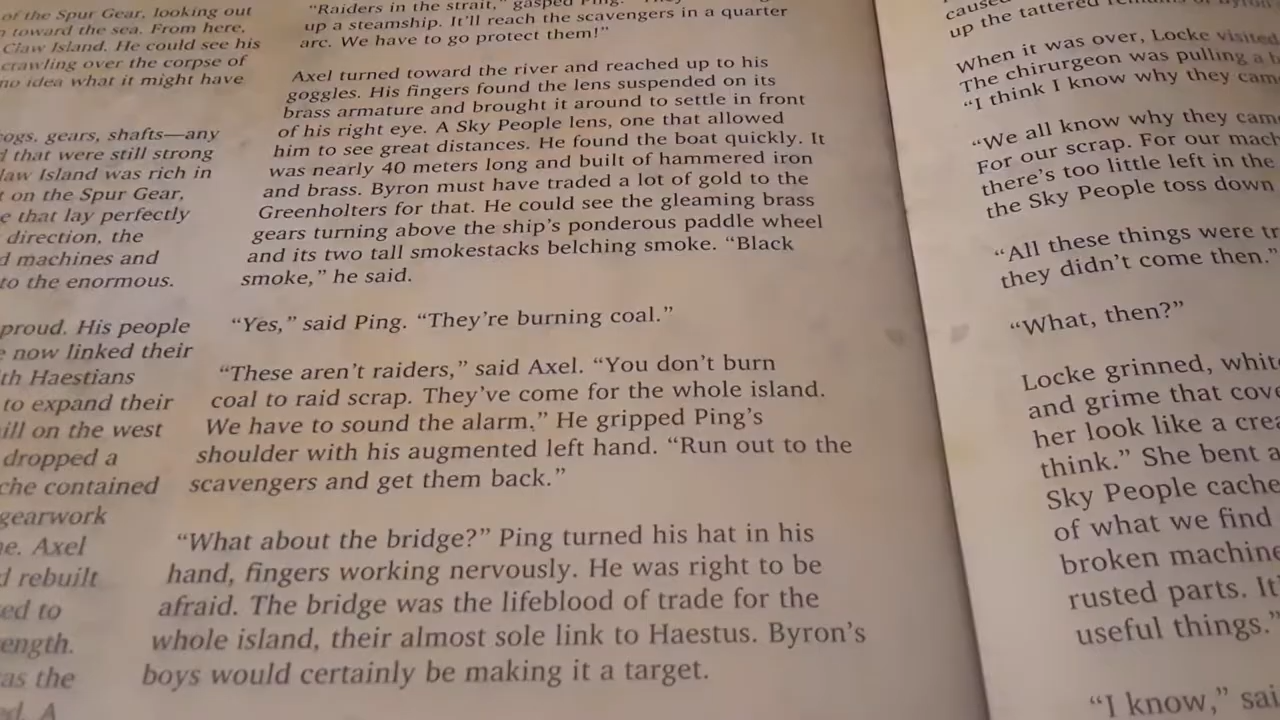 of the Spur Gear, looking out
toward the sea. From here,
Claw Island. He could see his
crawling over the corpse of
no idea what it might have
cogs, gears, shafts—any
that were still strong
Claw Island was rich in
on the Spur Gear,
that lay perfectly
direction, the
machines and
to the enormous.
proud. His people
now linked their
Haestians
to expand their
on the west
dropped a
contained
gearwork
Axel
rebuilt
to
as the
A
"Raiders in the strait," gasped Ping.
up a steamship. It'll reach the scavengers in a quarter
arc. We have to go protect them!"
Axel turned toward the river and reached up to his
goggles. His fingers found the lens suspended on its
brass armature and brought it around to settle in front
of his right eye. A Sky People lens, one that allowed
him to see great distances. He found the boat quickly. It
was nearly 40 meters long and built of hammered iron
and brass. Byron must have traded a lot of gold to the
Greenholters for that. He could see the gleaming brass
gears turning above the ship's ponderous paddle wheel
and its two tall smokestacks belching smoke. "Black
smoke," he said.
"Yes," said Ping. "They're burning coal."
"These aren't raiders," said Axel. "You don't burn
coal to raid scrap. They've come for the whole island.
We have to sound the alarm," He gripped Ping's
shoulder with his augmented left hand. "Run out to the
scavengers and get them back."
"What about the bridge?" Ping turned his hat in his
hand, fingers working nervously. He was right to be
afraid. The bridge was the lifeblood of trade for the
whole island, their almost sole link to Haestus. Byron's
boys would certainly be making it a target.
caused
up the tattered remains of
When it was over, Locke visited
The chirurgeon was pulling a
"I think I know why they came
"We all know why they came
For our scrap. For our
there's too little left in the
the Sky People toss down
"All these things were
they didn't come then."
"What, then?"
Locke grinned,
and grime that
her look like a
think." She bent
Sky People cache
of what we find
broken machine
rusted parts.
useful things."
"I know,"